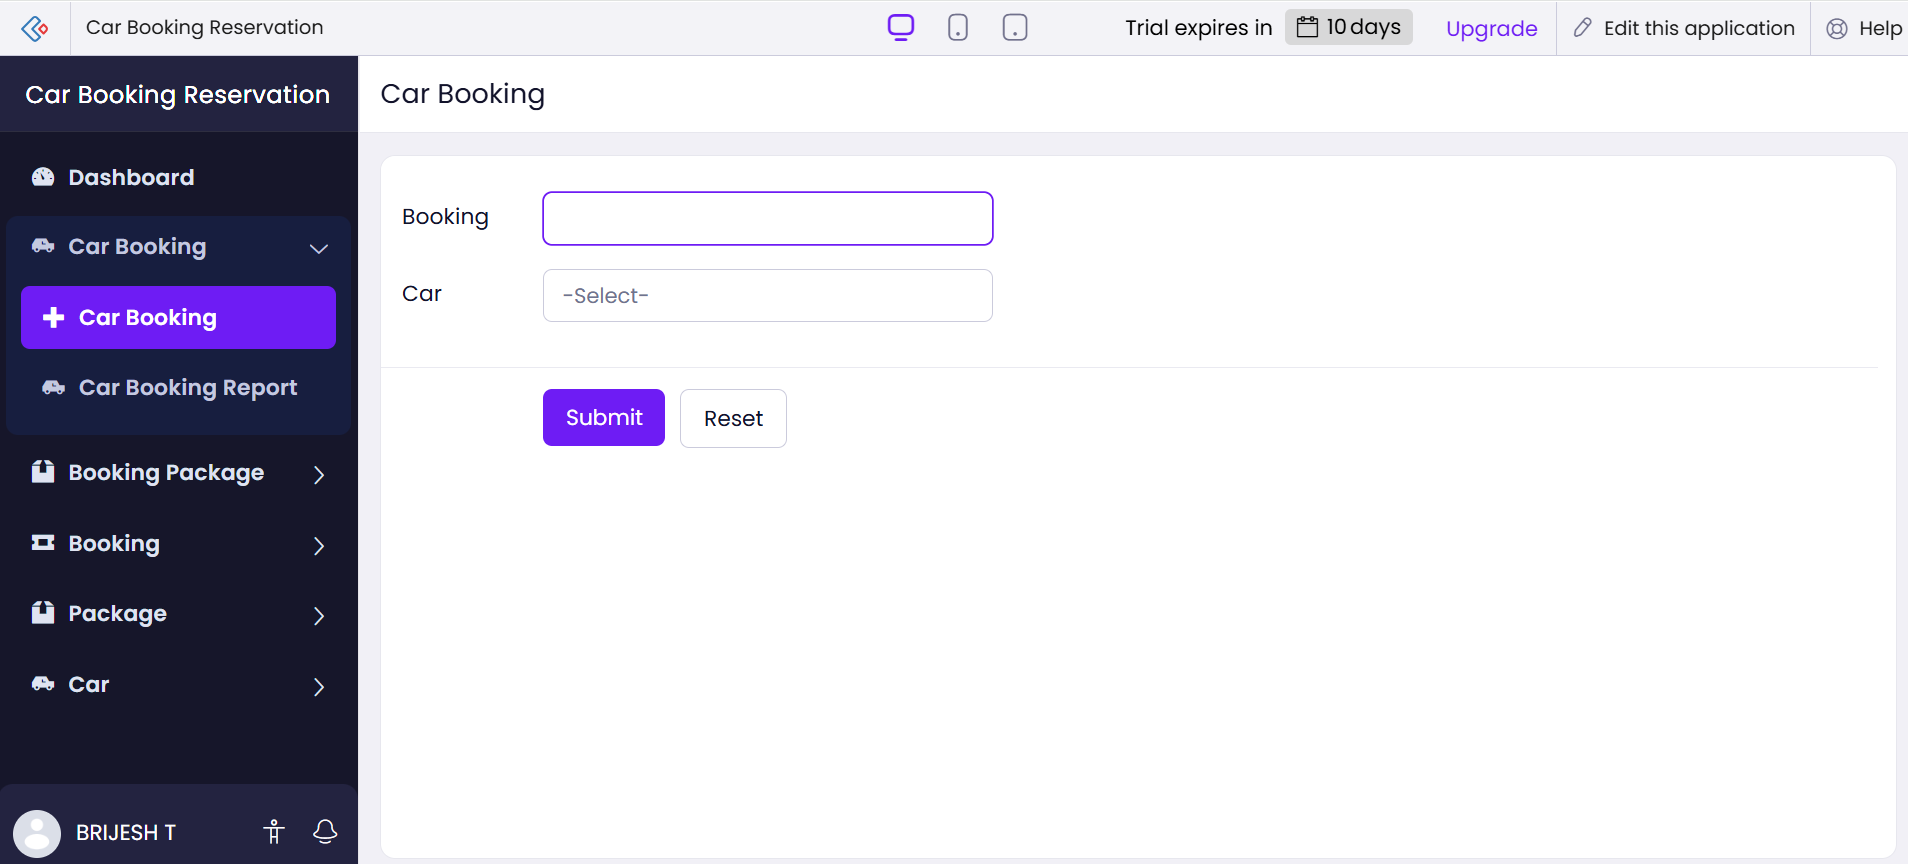 Car Booking Reservation
Trial expires in 10 days Upgrade Edit this application Help
Car Booking Reservation
Dashboard
Car Booking
Car Booking
Car Booking Report
Booking Package
Booking
Package
Car
BRIJESH T
Car Booking
Booking
Car -Select-
Submit Reset